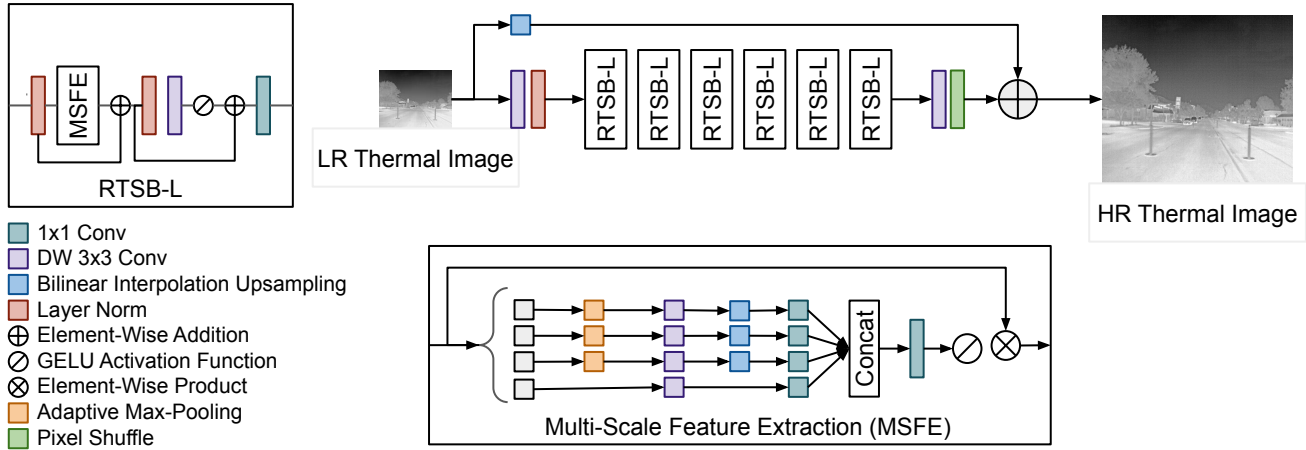 MSFE
RTSB-L
LR Thermal Image
RTSB-L
RTSB-L
RTSB-L
RTSB-L
RTSB-L
RTSB-L
HR Thermal Image
1x1 Conv
DW 3x3 Conv
Bilinear Interpolation Upsampling
Layer Norm
Element-Wise Addition
GELU Activation Function
Element-Wise Product
Adaptive Max-Pooling
Pixel Shuffle
Concat
Multi-Scale Feature Extraction (MSFE)